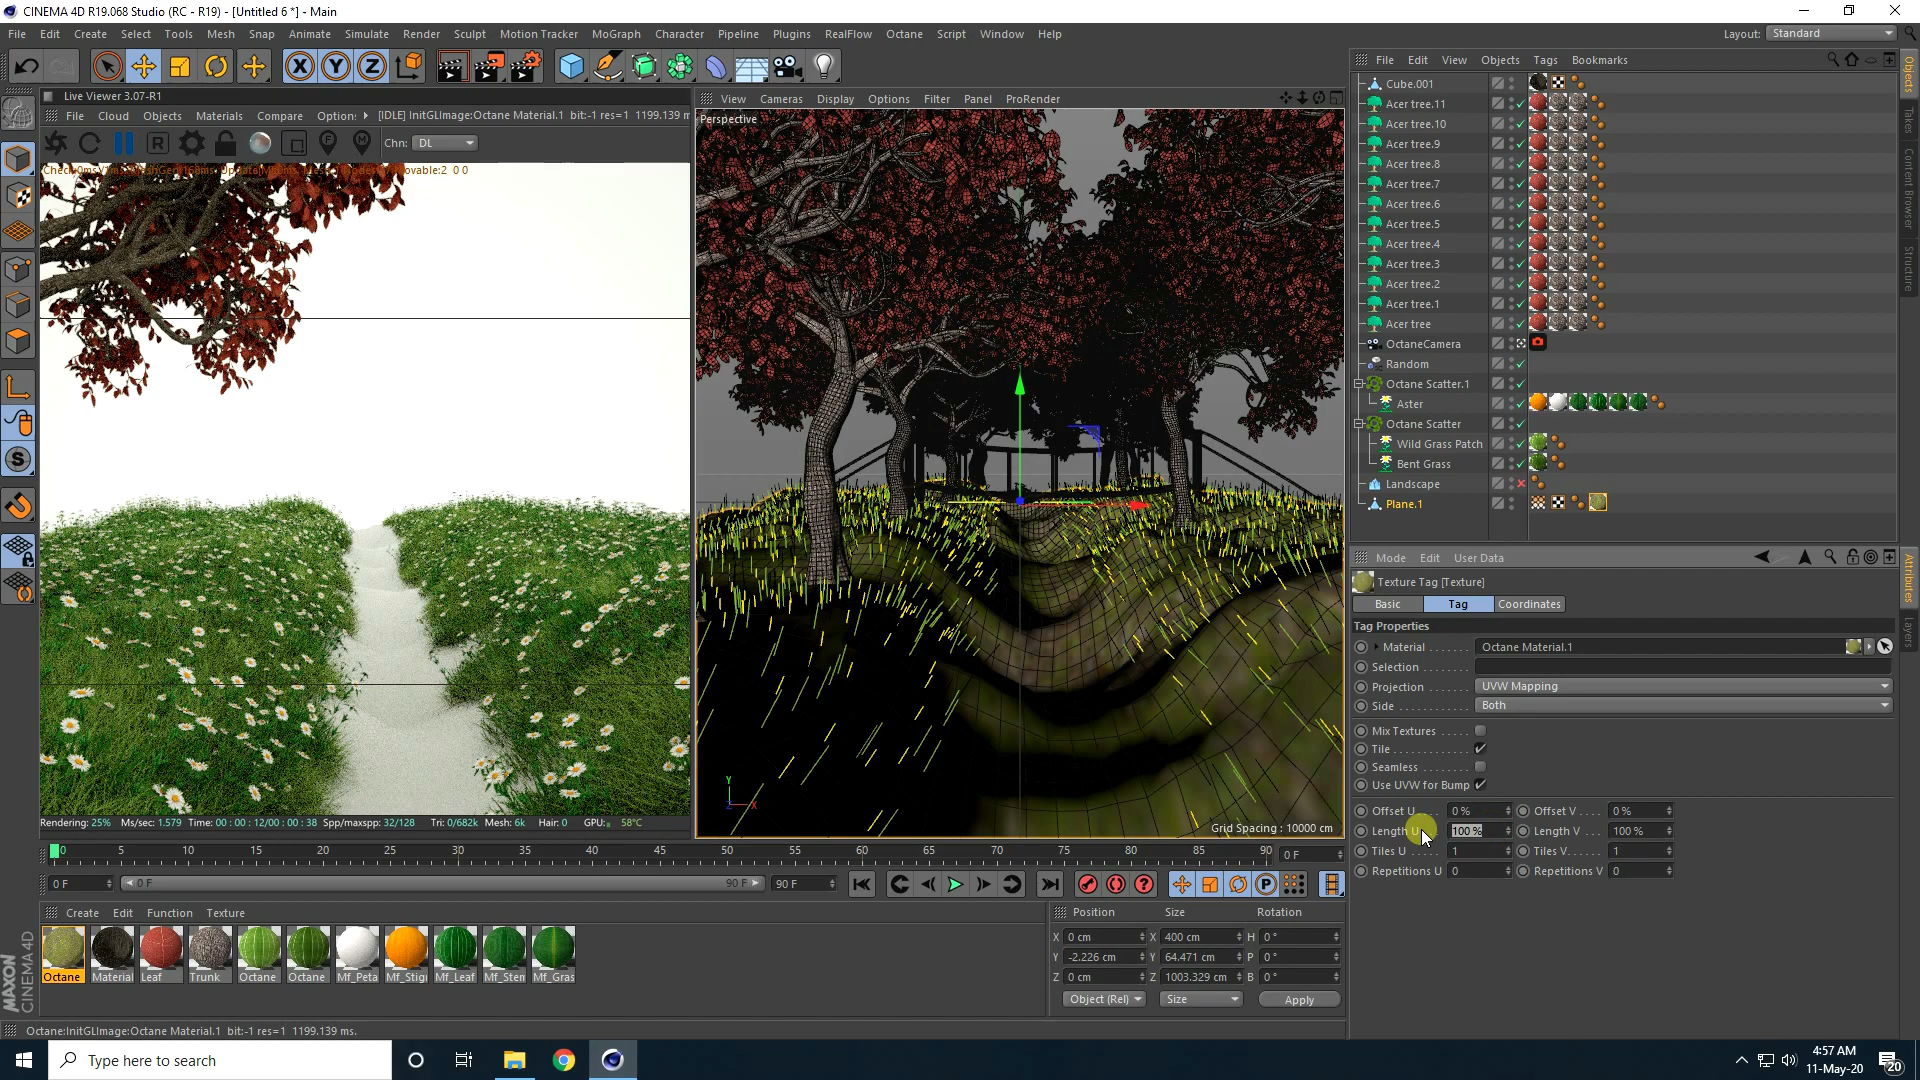 CINEMA 4D R19.068 Studio (RC - R19) - [Untitled 6 *] - Main
File Edit Create Select Tools Mesh Snap Animate Simulate Render Sculpt Motion Tracker MoGraph Character Pipeline Plugins RealFlow Octane Script Window Help
Layout: Standard
Live Viewer 3.07-R1
File Cloud Objects Materials Compare Options [IDLE] InitGLImage:Octane Material.1 bit:-1 res=1 1199.139 m
Chn: DL
Rendering: 25% Ms/sec: 1.579 Time: 00 : 00 : 12/00 : 00 : 38 Spp/maxspp: 32/128 Tri: 0/682k Mesh: 6k Hair: 0 GPU: 58°C
View Cameras Display Options Filter Panel ProRender
Perspective
Y
X
Grid Spacing : 10000 cm
File Edit View Objects Tags Bookmarks
Cube.001
Acer tree.11
Acer tree.10
Acer tree.9
Acer tree.8
Acer tree.7
Acer tree.6
Acer tree.5
Acer tree.4
Acer tree.3
Acer tree.2
Acer tree.1
Acer tree
OctaneCamera
Random
Octane Scatter.1
Aster
Octane Scatter
Wild Grass Patch
Bent Grass
Landscape
Plane.1
Objects
Takes
Content Browser
Structure
Mode Edit User Data
Texture Tag [Texture]
Basic Tag Coordinates
Tag Properties
Material Octane Material.1
Selection
Projection UVW Mapping
Side Both
Mix Textures
Tile
Seamless
Use UVW for Bump
Offset U 0 % Offset V 0 %
Length U 100 % Length V 100 %
Tiles U 1 Tiles V 1
Repetitions U 0 Repetitions V 0
Attributes
Layers
0 5 10 15 20 25 30 35 40 45 50 55 60 65 70 75 80 85 90 0 F
0 F 0 F 90 F 90 F
Create Edit Function Texture
Octane Material Leaf Trunk Octane Octane Mf_Peta Mf_Stig Mf_Leaf Mf_Sten Mf_Gras
Position Size Rotation
X 0 cm X 400 cm H 0 °
Y -2.226 cm Y 64.471 cm P 0 °
Z 0 cm Z 1003.329 cm B 0 °
Object (Rel) Size Apply
MAXON CINEMA 4D
Octane:InitGLImage:Octane Material.1 bit:-1 res=1 1199.139 ms.
Type here to search
4:57 AM
11-May-20
20